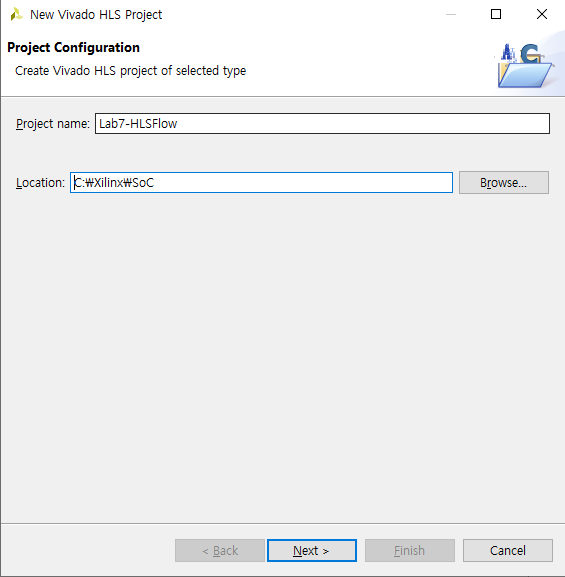 New Vivado HLS Project
Project Configuration
Create Vivado HLS project of selected type
Project name: Lab7-HLSFlow
Location: C:₩Xilinx₩SoC Browse...
< Back Next > Finish Cancel